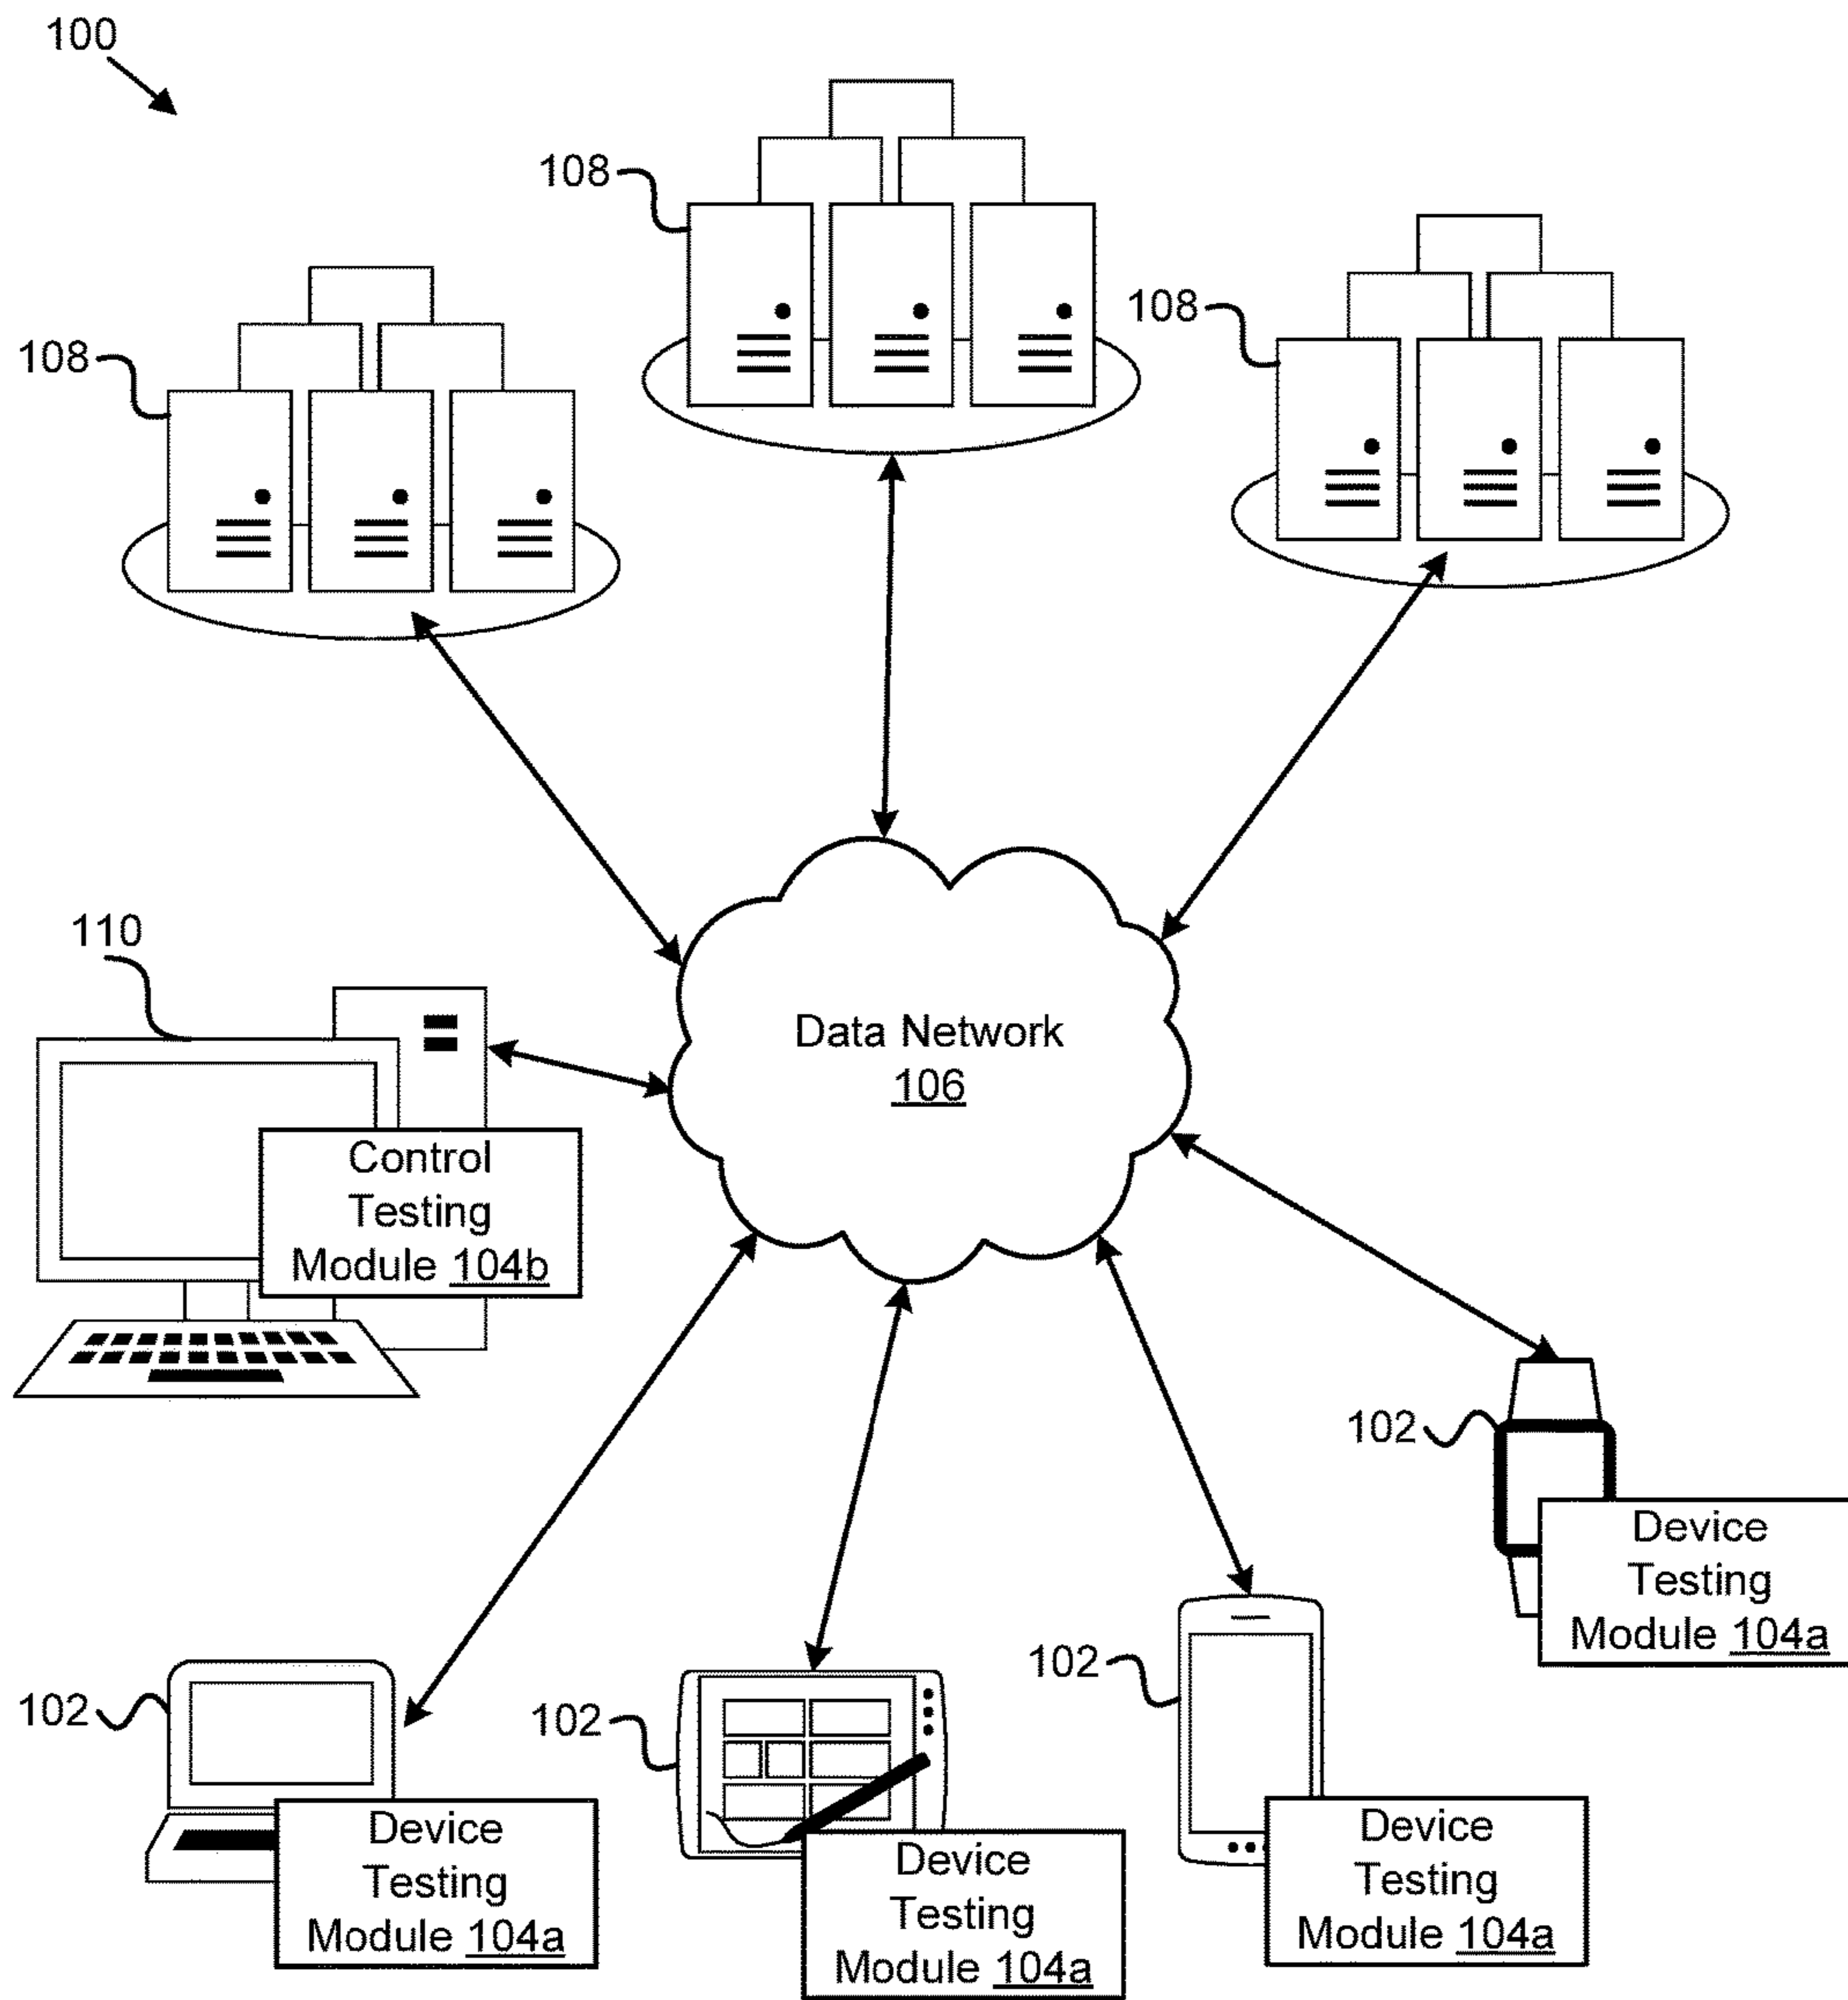 100
108
108
108
110
Data Network
106
Control
Testing
Module 104b
102
Device
Testing
Module 104a
102
Device
Testing
Module 104a
102
Device
Testing
Module 104a
102
Device
Testing
Module 104a